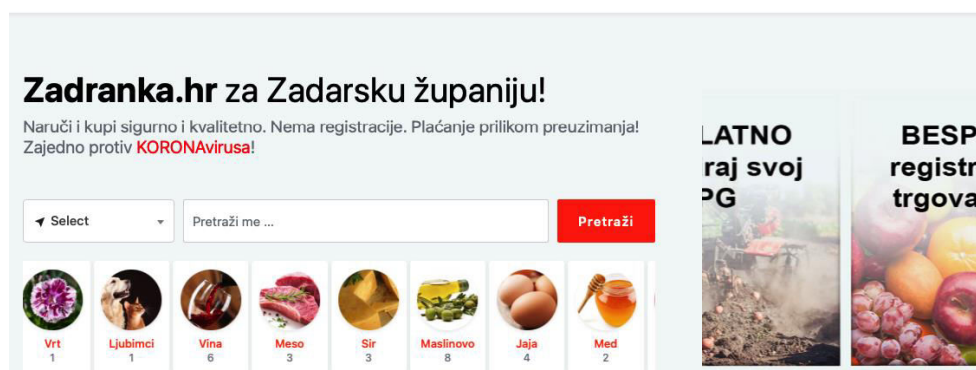 Zadranka.hr za Zadarsku županiju!
Naruči i kupi sigurno i kvalitetno. Nema registracije. Plaćanje prilikom preuzimanja!
Zajedno protiv KORONAvirusa!
Select
Pretraži me ...
Pretraži
Vrt
1
Ljubimci
1
Vina
6
Meso
3
Sir
3
Maslinovo
8
Jaja
4
Med
2
LATNO
raj svoj
PG
BESP
registr
trgova